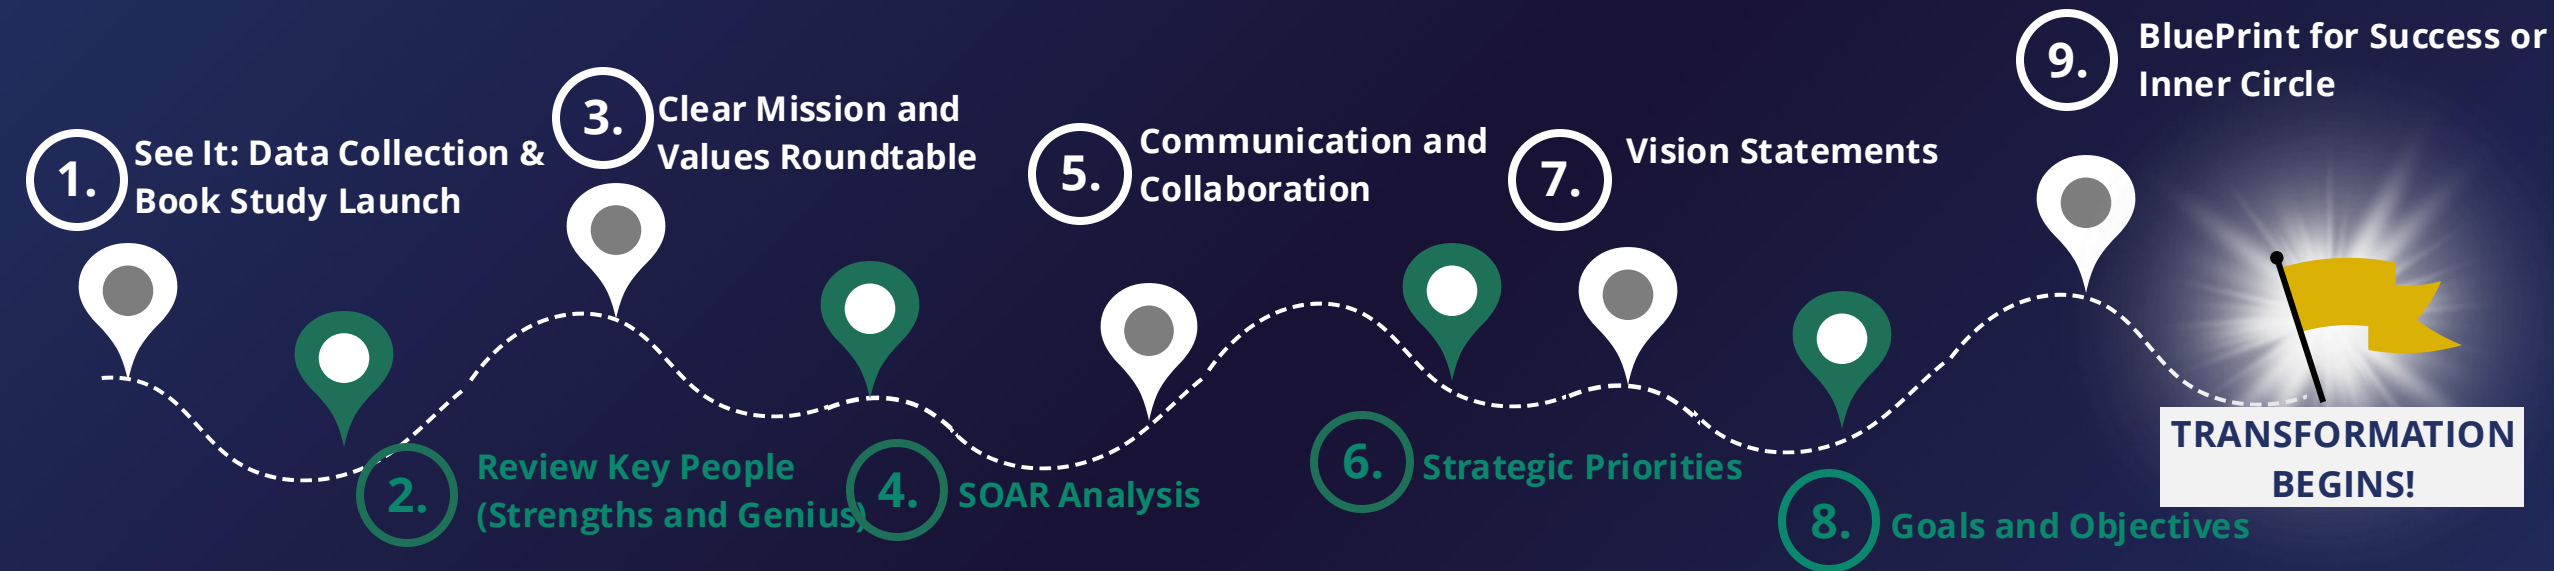 1.
See It: Data Collection &
Book Study Launch
2.
Review Key People
(Strengths and Genius)
3.
Clear Mission and
Values Roundtable
4.
SOAR Analysis
5.
Communication and
Collaboration
6.
Strategic Priorities
7.
Vision Statements
8.
Goals and Objectives
9.
BluePrint for Success or
Inner Circle
TRANSFORMATION
BEGINS!